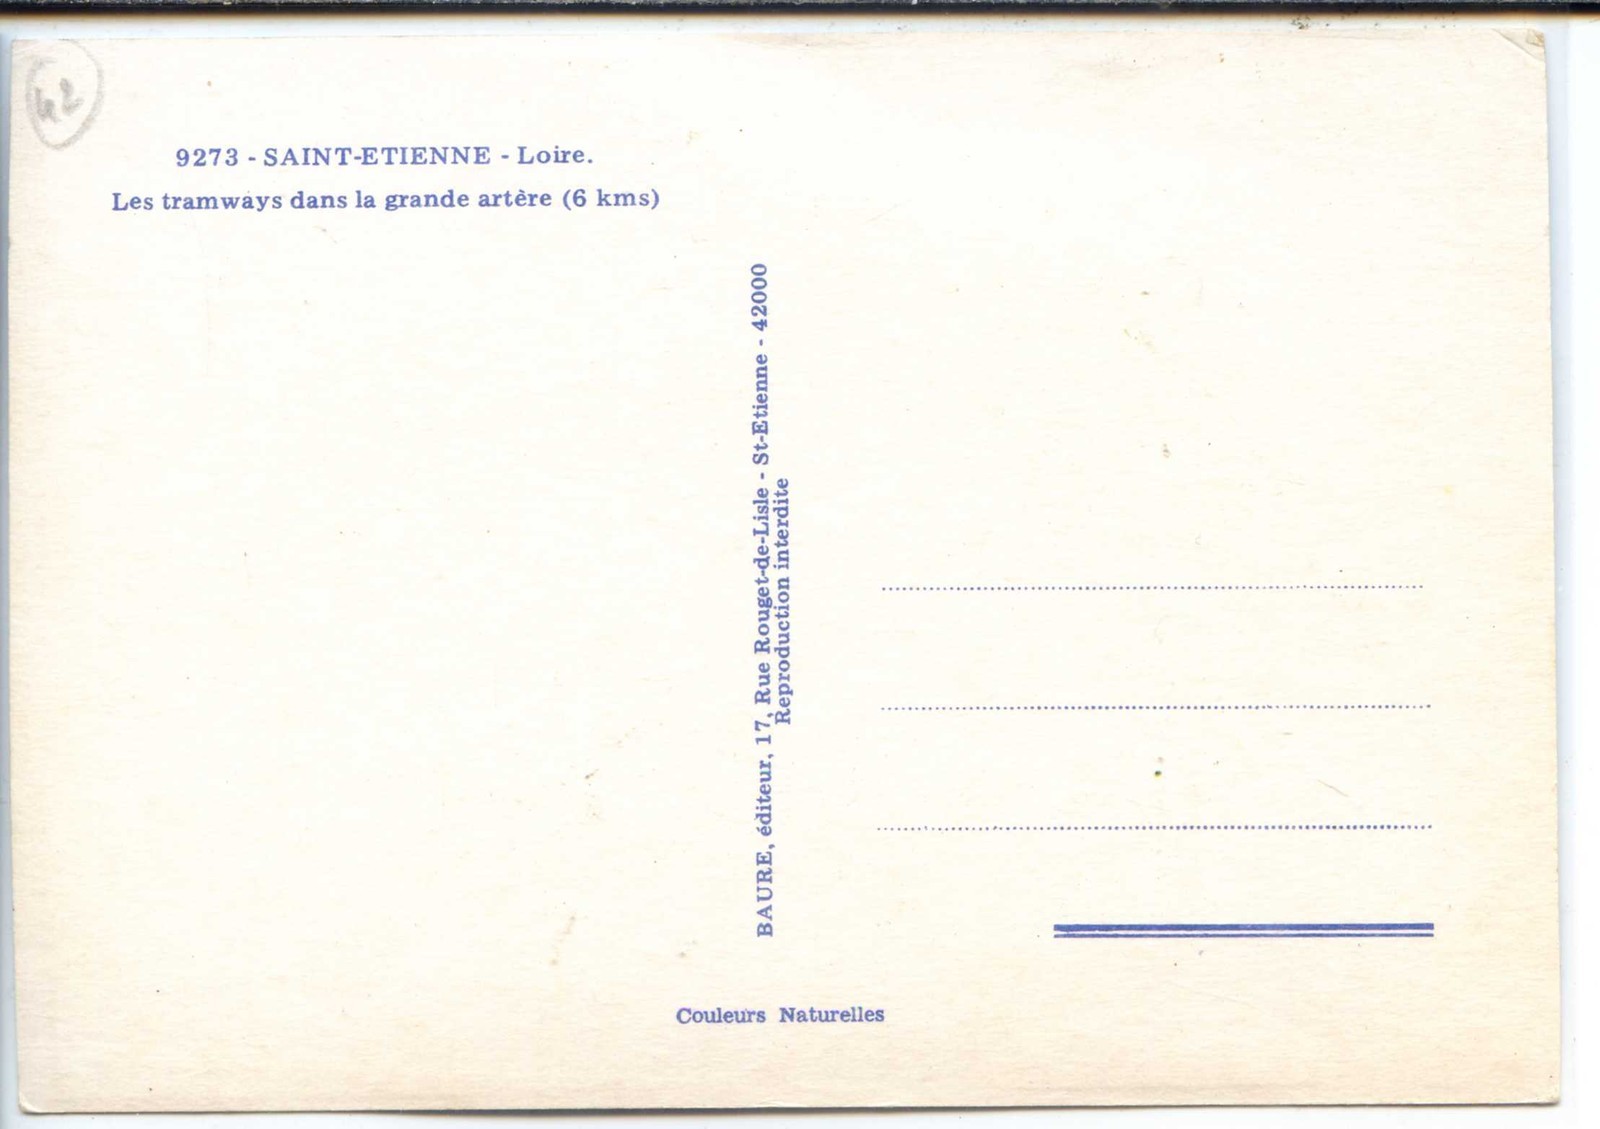 42
9273 - SAINT-ETIENNE - Loire.
Les tramways dans la grande artère (6 kms)
BAURE, éditeur, 17, Rue Rouget-de-Lisle - St-Etienne - 42000
Reproduction interdite
Couleurs Naturelles